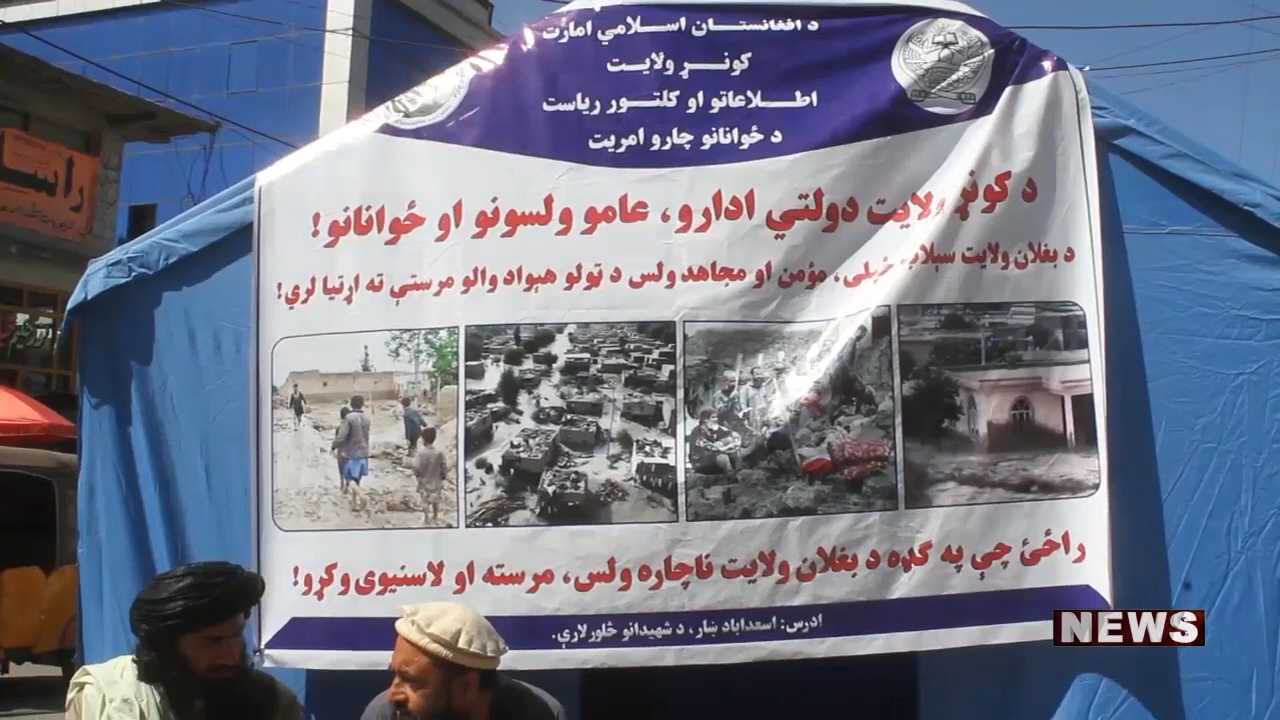 د افغانستان اسلامي امارت
کونړ ولایت
اطلاعاتو او کلتور ریاست
د ځوانانو چارو امریت
د کونړ ولایت دولتي ادارو، عامو ولسونو او ځوانانو!
د بغلان ولایت سېلاب ځپلی، مؤمن او مجاهد ولس د ټولو هېواد والو مرستې ته اړتیا لري!
راځئ چې په ګډه د بغلان ولایت ناچاره ولس، مرسته او لاسنیوی وکړو!
ادرس: اسعداباد ښار، د شهیدانو څلورلارې.
NEWS